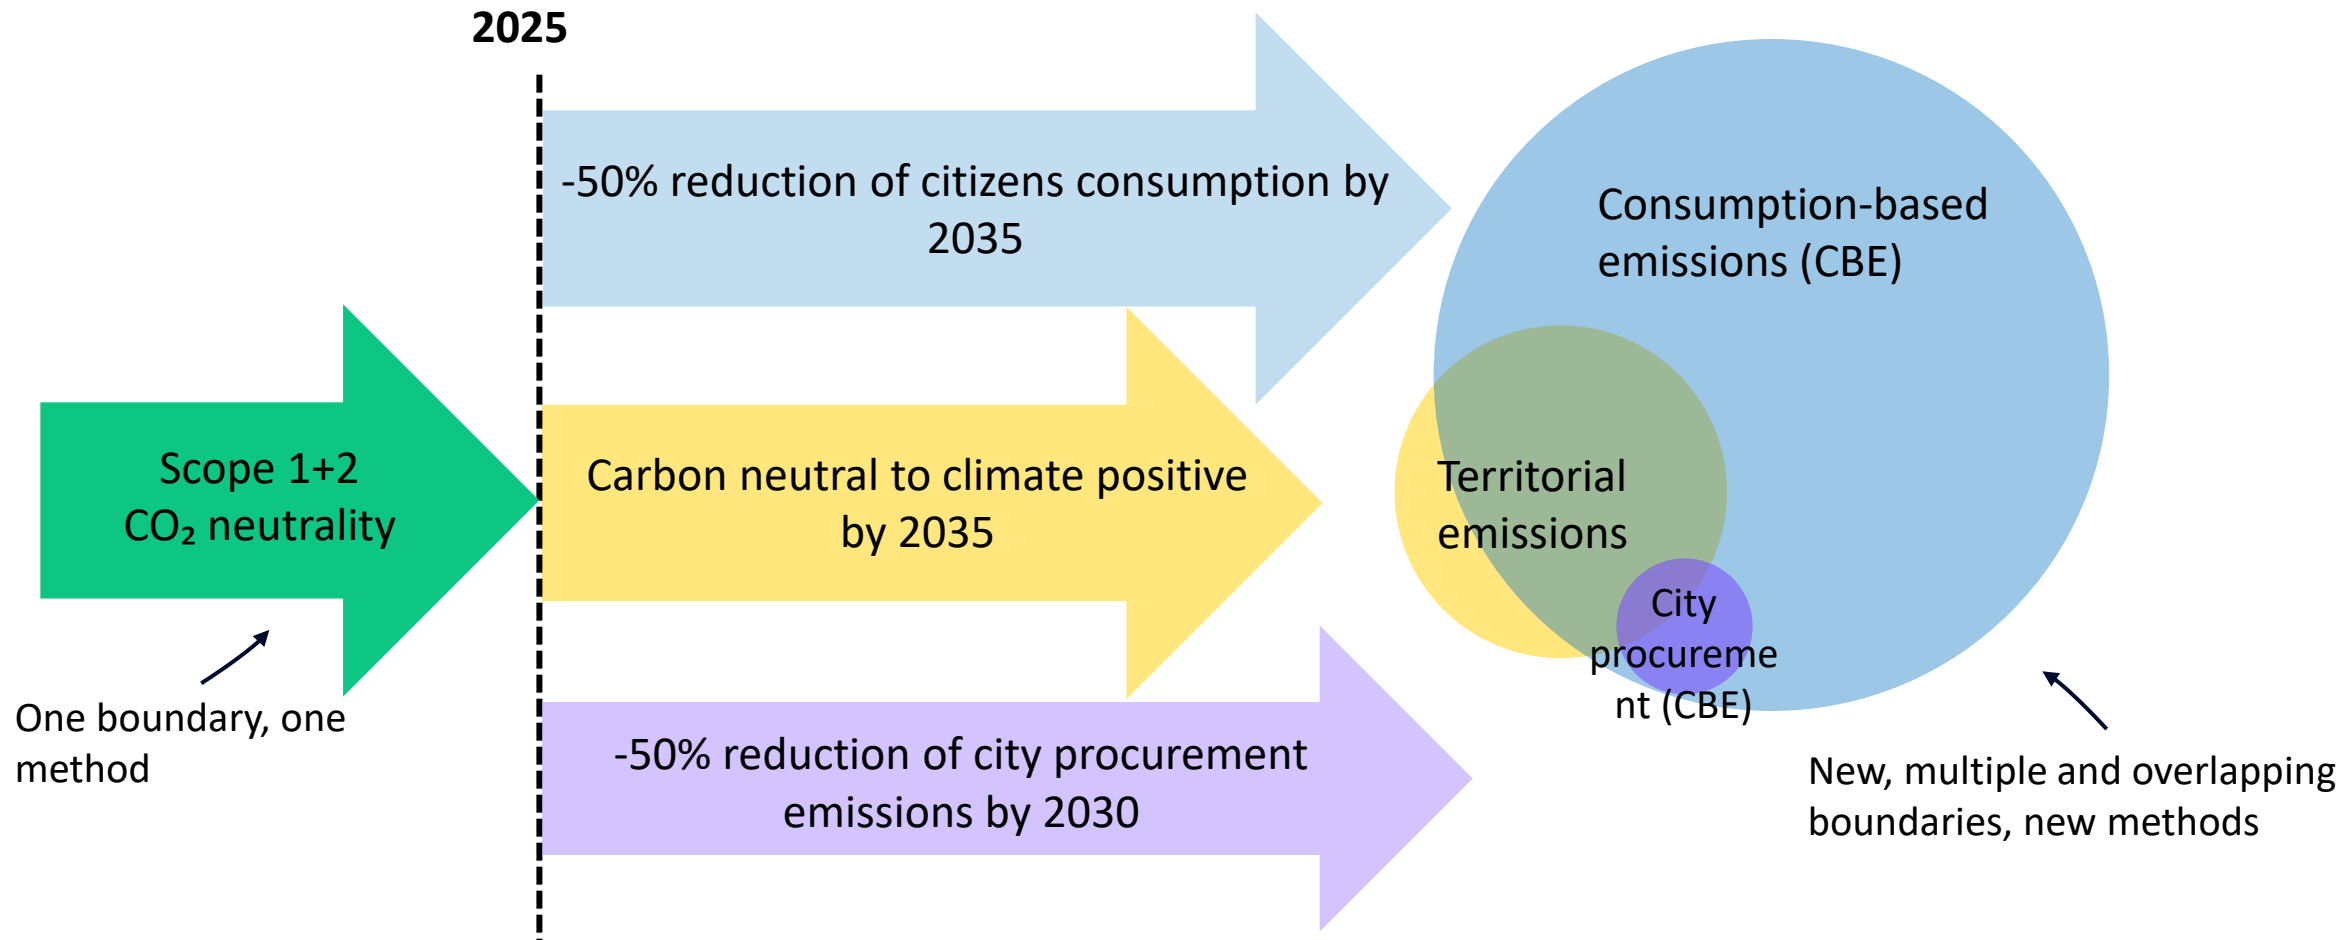 2025
-50% reduction of citizens consumption by
2035
Consumption-based
emissions (CBE)
Scope 1+2
CO₂ neutrality
Carbon neutral to climate positive
by 2035
Territorial
emissions
City
procureme
nt (CBE)
One boundary, one
method
-50% reduction of city procurement
emissions by 2030
New, multiple and overlapping
boundaries, new methods